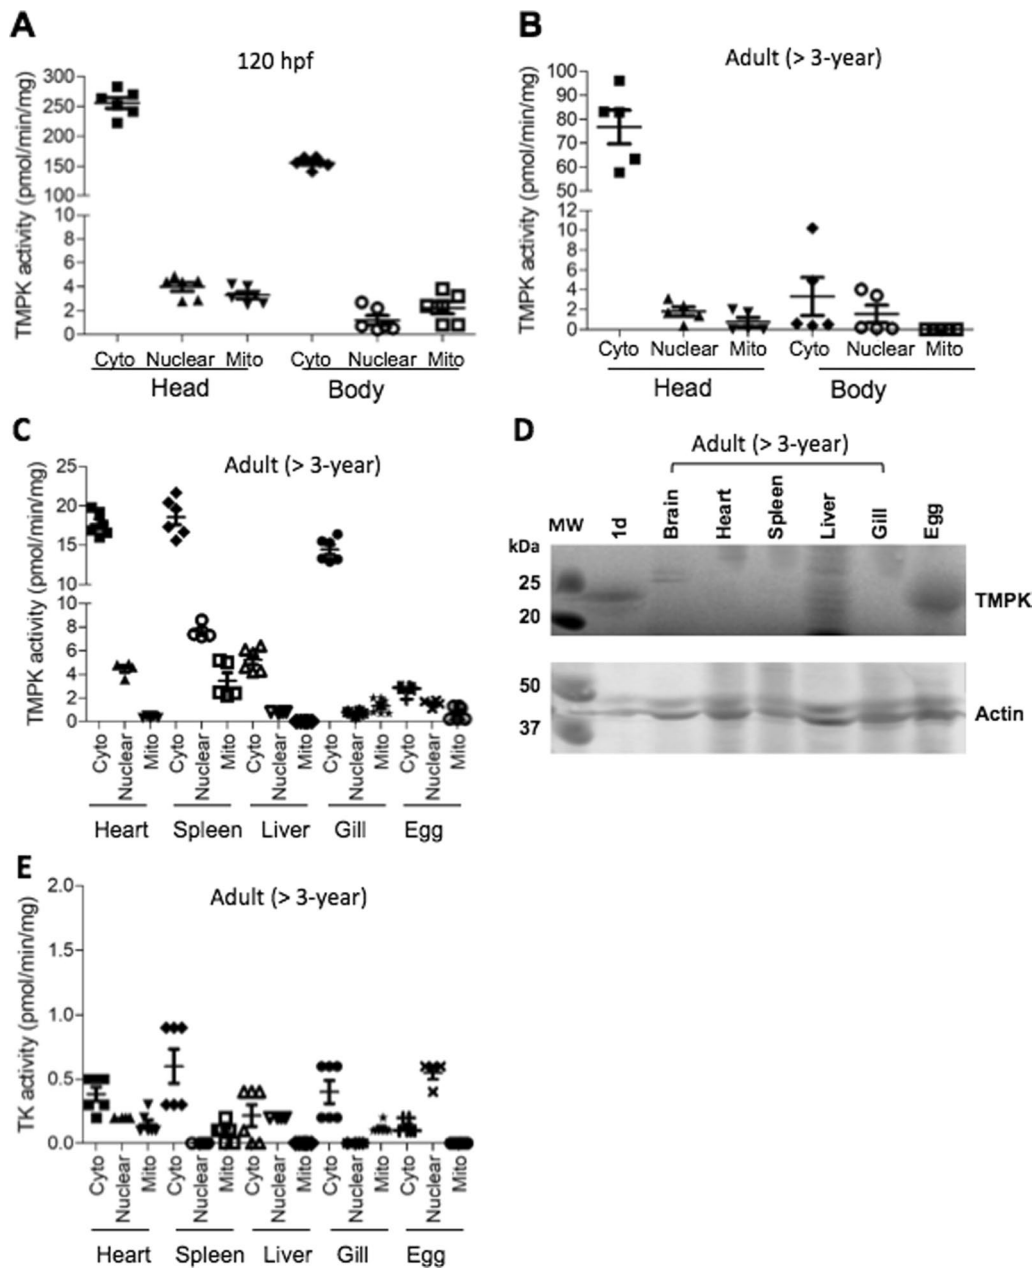 A
120 hpf
TMPK activity (pmol/min/mg)
300
250
200
150
100
10
8
6
4
2
0
Cyto Nuclear Mito Cyto Nuclear Mito
Head Body
B
Adult (> 3-year)
TMPK activity (pmol/min/mg)
100
90
80
70
60
50
12
10
8
6
4
2
0
Cyto Nuclear Mito Cyto Nuclear Mito
Head Body
C
Adult (> 3-year)
TMPK activity (pmol/min/mg)
25
20
15
10
10
8
6
4
2
0
Cyto Nuclear Mito Cyto Nuclear Mito Cyto Nuclear Mito Cyto Nuclear Mito Cyto Nuclear Mito
Heart Spleen Liver Gill Egg
D
Adult (> 3-year)
MW 1d Brain Heart Spleen Liver Gill Egg
kDa
25
20
TMPK
50
37
Actin
E
Adult (> 3-year)
TK activity (pmol/min/mg)
2.0
1.5
1.0
0.5
0.0
Cyto Nuclear Mito Cyto Nuclear Mito Cyto Nuclear Mito Cyto Nuclear Mito Cyto Nuclear Mito
Heart Spleen Liver Gill Egg